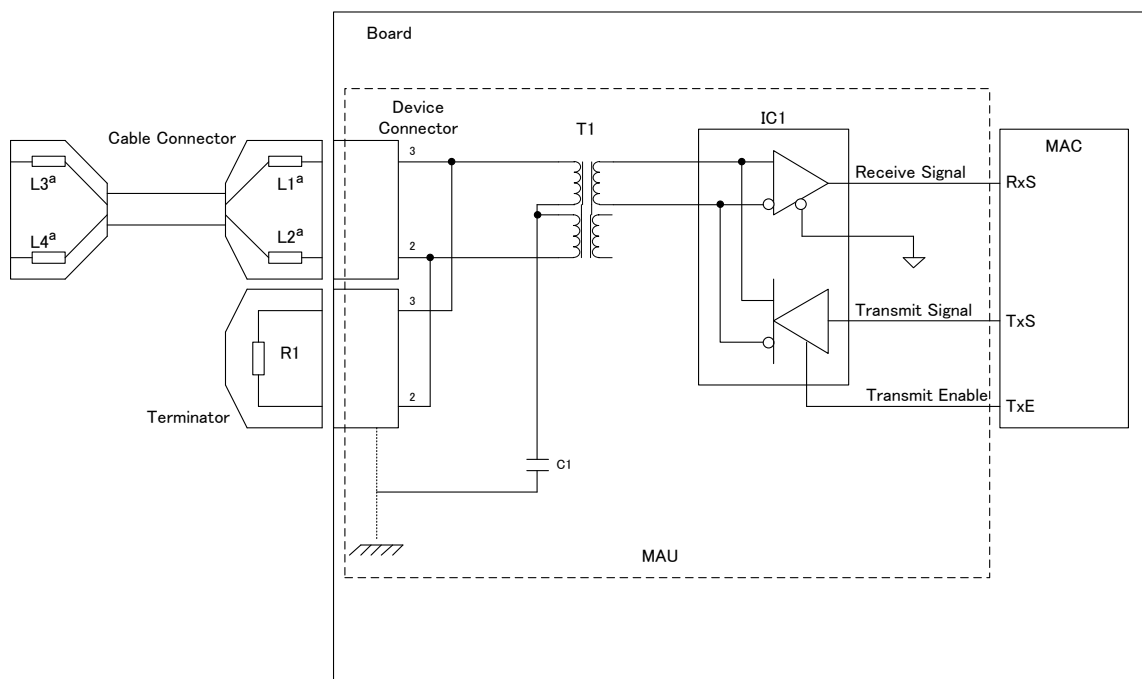 Board
Device
Connector
Cable Connector
T1
IC1
MAC
3
L3a
L1a
Receive Signal
RxS
L4a
L2a
2
3
Transmit Signal
TxS
R1
2
Transmit Enable
TxE
Terminator
C1
MAU